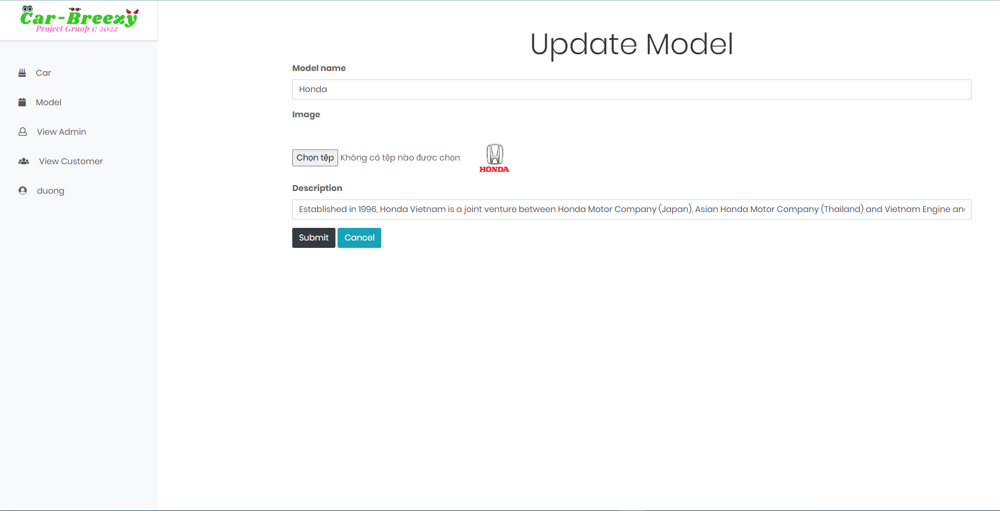 Car-Breezy
Project Gruop 1: 2022
Car
Model
View Admin
View Customer
duong
Update Model
Model name
Honda
Image
Chọn tệp Không có tệp nào được chọn
HONDA
Description
Established in 1996, Honda Vietnam is a joint venture between Honda Motor Company (Japan), Asian Honda Motor Company (Thailand) and Vietnam Engine an
Submit Cancel